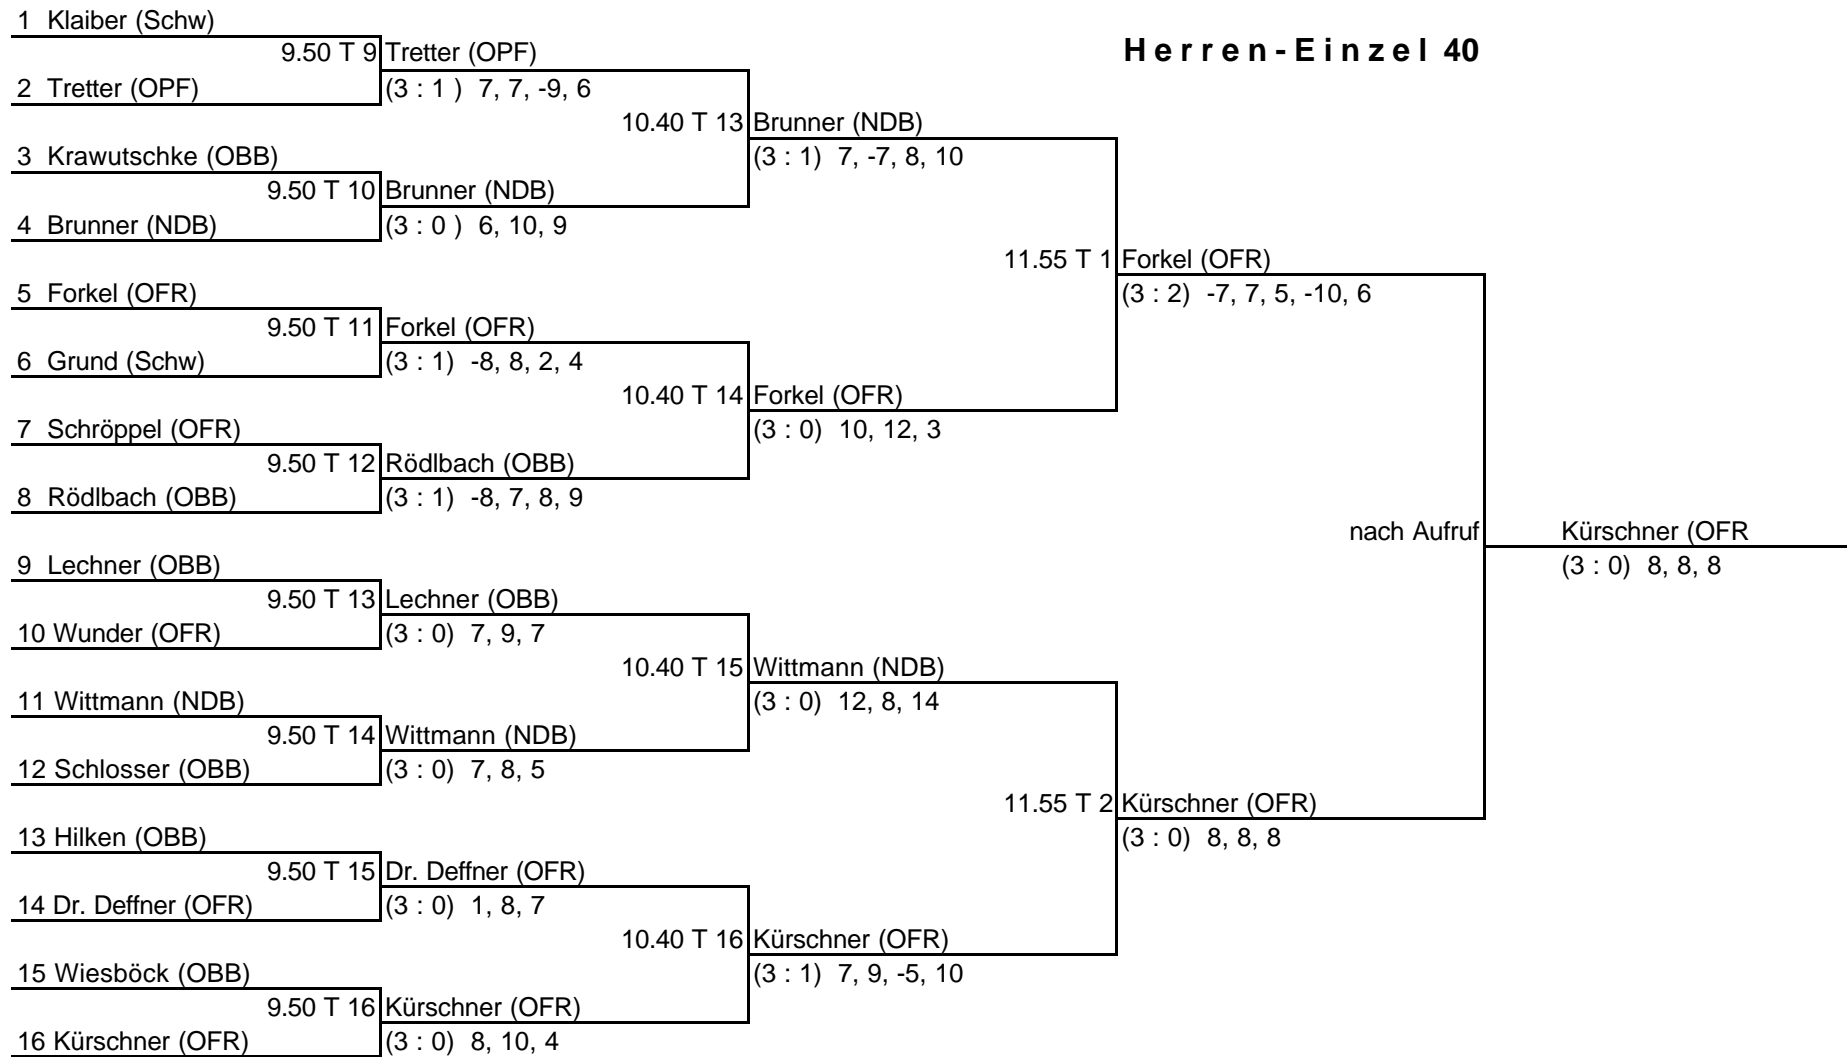 1 Klaiber (Schw)
9.50 T 9 Tretter (OPF)
Herren-Einzel 40
2 Tretter (OPF)
(3 : 1 ) 7, 7, -9, 6
10.40 T 13 Brunner (NDB)
3 Krawutschke (OBB)
(3 : 1) 7, -7, 8, 10
9.50 T 10 Brunner (NDB)
4 Brunner (NDB)
(3 : 0 ) 6, 10, 9
11.55 T 1 Forkel (OFR)
5 Forkel (OFR)
(3 : 2) -7, 7, 5, -10, 6
9.50 T 11 Forkel (OFR)
6 Grund (Schw)
(3 : 1) -8, 8, 2, 4
10.40 T 14 Forkel (OFR)
7 Schröppel (OFR)
(3 : 0) 10, 12, 3
9.50 T 12 Rödlbach (OBB)
8 Rödlbach (OBB)
(3 : 1) -8, 7, 8, 9
nach Aufruf Kürschner (OFR
9 Lechner (OBB)
(3 : 0) 8, 8, 8
9.50 T 13 Lechner (OBB)
10 Wunder (OFR)
(3 : 0) 7, 9, 7
10.40 T 15 Wittmann (NDB)
11 Wittmann (NDB)
(3 : 0) 12, 8, 14
9.50 T 14 Wittmann (NDB)
12 Schlosser (OBB)
(3 : 0) 7, 8, 5
11.55 T 2 Kürschner (OFR)
13 Hilken (OBB)
(3 : 0) 8, 8, 8
9.50 T 15 Dr. Deffner (OFR)
14 Dr. Deffner (OFR)
(3 : 0) 1, 8, 7
10.40 T 16 Kürschner (OFR)
15 Wiesböck (OBB)
(3 : 1) 7, 9, -5, 10
9.50 T 16 Kürschner (OFR)
16 Kürschner (OFR)
(3 : 0) 8, 10, 4